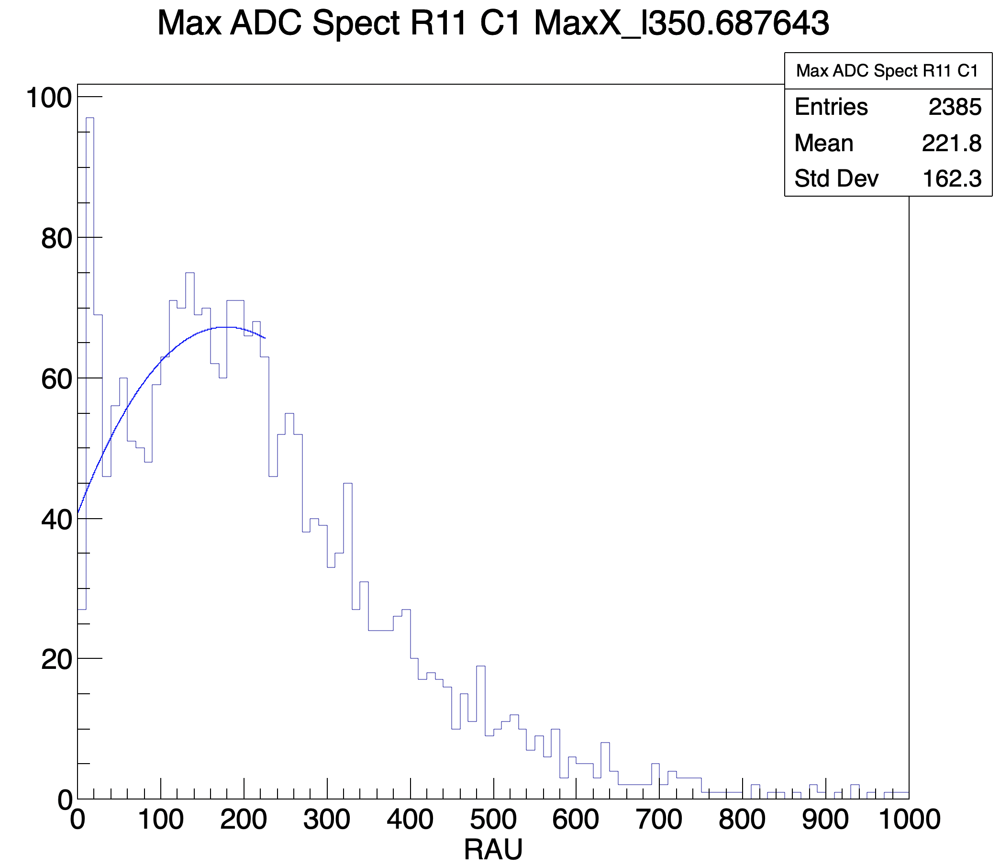 Max ADC Spect R11 C1 MaxX_I350.687643
Max ADC Spect R11 C1
Entries 2385
Mean 221.8
Std Dev 162.3
100
80
60
40
20
0
0 100 200 300 400 500 600 700 800 900 1000
RAU